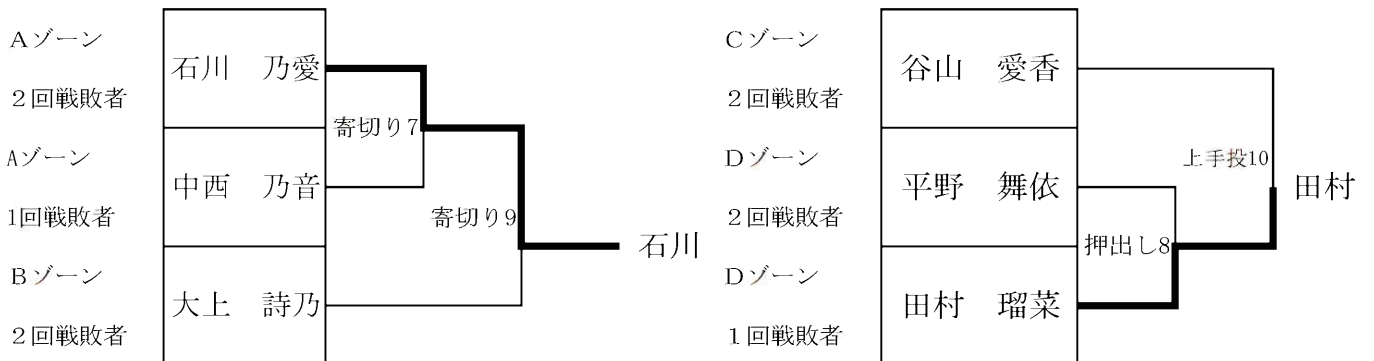 Aゾーン
2回戦敗者
石川　乃愛
寄切り7
Aゾーン
1回戦敗者
中西　乃音
寄切り9
石川
Bゾーン
2回戦敗者
大上　詩乃
Cゾーン
2回戦敗者
谷山　愛香
上手投10
田村
Dゾーン
2回戦敗者
平野　舞依
押出し8
Dゾーン
1回戦敗者
田村　瑠菜